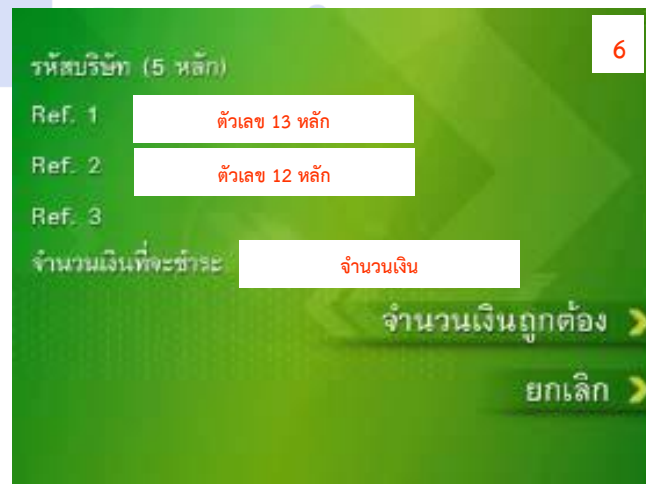 6
รหัสบริษัท (5 หลัก)
Ref. 1 ตัวเลข 13 หลัก
Ref. 2 ตัวเลข 12 หลัก
Ref. 3
จำนวนเงินที่จะชำระ จำนวนเงิน
จำนวนเงินถูกต้อง
ยกเลิก